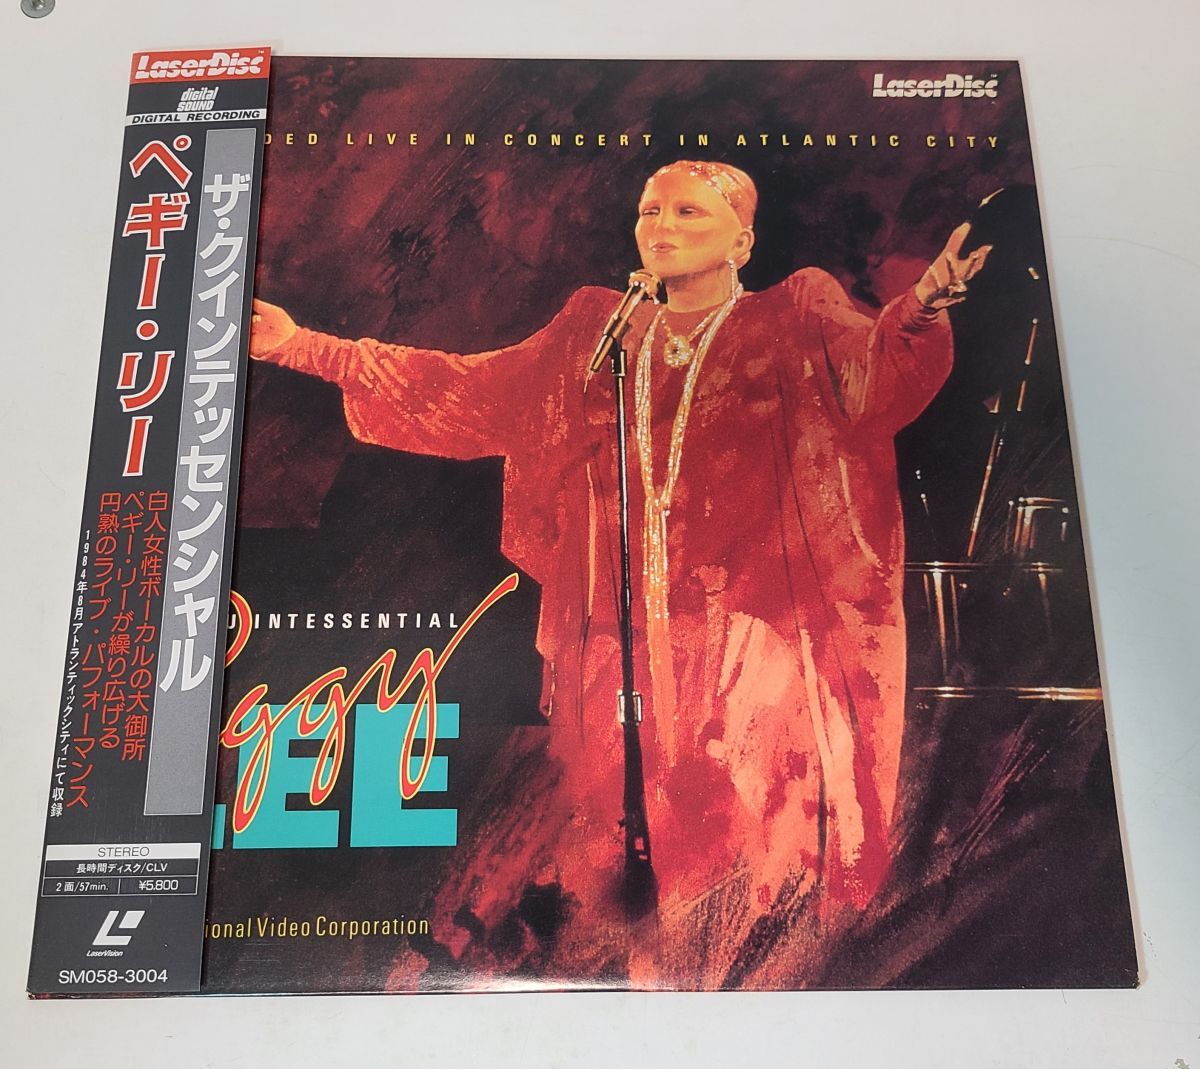 LaserDisc
digital SOUND
DIGITAL RECORDING
ザ・クインテッセンシャル
ペギー・リー
白人女性ボーカルの大御所
ペギー・リーが繰り広げる
円熟のライブ・パフォーマンス
1984年8月アトランティックシティにて収録
STEREO
長時間ディスク/CLV
2面/57min. ¥5,800
LaserVision
SM058-3004
LaserDisc
DED LIVE IN CONCERT IN ATLANTIC CITY
UINTESSENTIAL
Peggy
LEE
ional Video Corporation